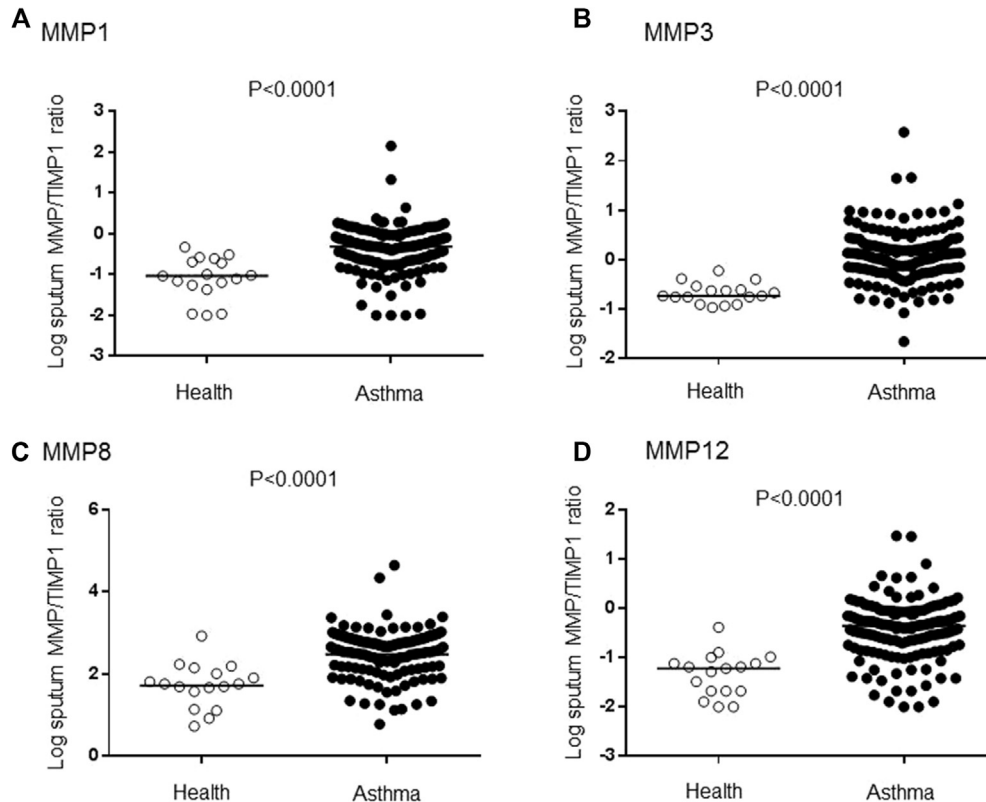 A MMP1
P<0.0001
Log sputum MMP/TIMP1 ratio
3
2
1
-0
-1
-2
-3
Health Asthma
B MMP3
P<0.0001
Log sputum MMP/TIMP1 ratio
3
2
1
-0
-1
-2
Health Asthma
C MMP8
P<0.0001
Log sputum MMP/TIMP1 ratio
6
4
2
0
Health Asthma
D MMP12
P<0.0001
Log sputum MMP/TIMP1 ratio
2
1
-0
-1
-2
-3
Health Asthma